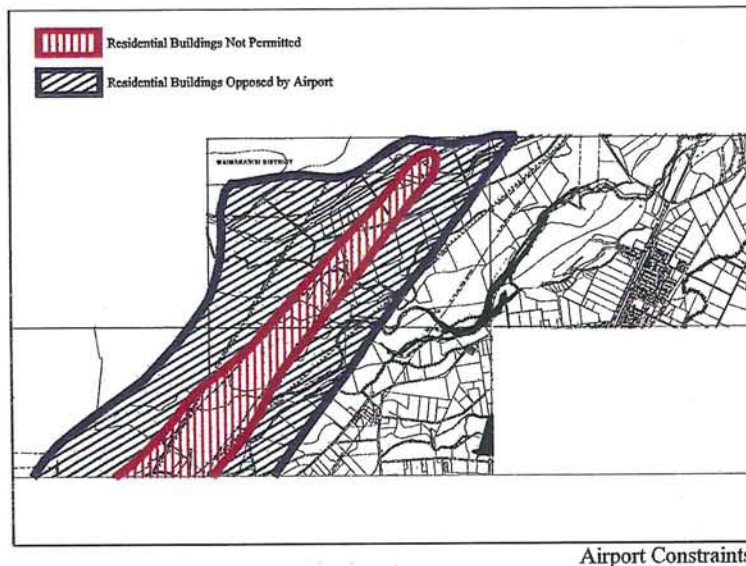 Residential Buildings Not Permitted
Residential Buildings Opposed by Airport
WAIMAKARIRI DISTRICT
Airport Constraints